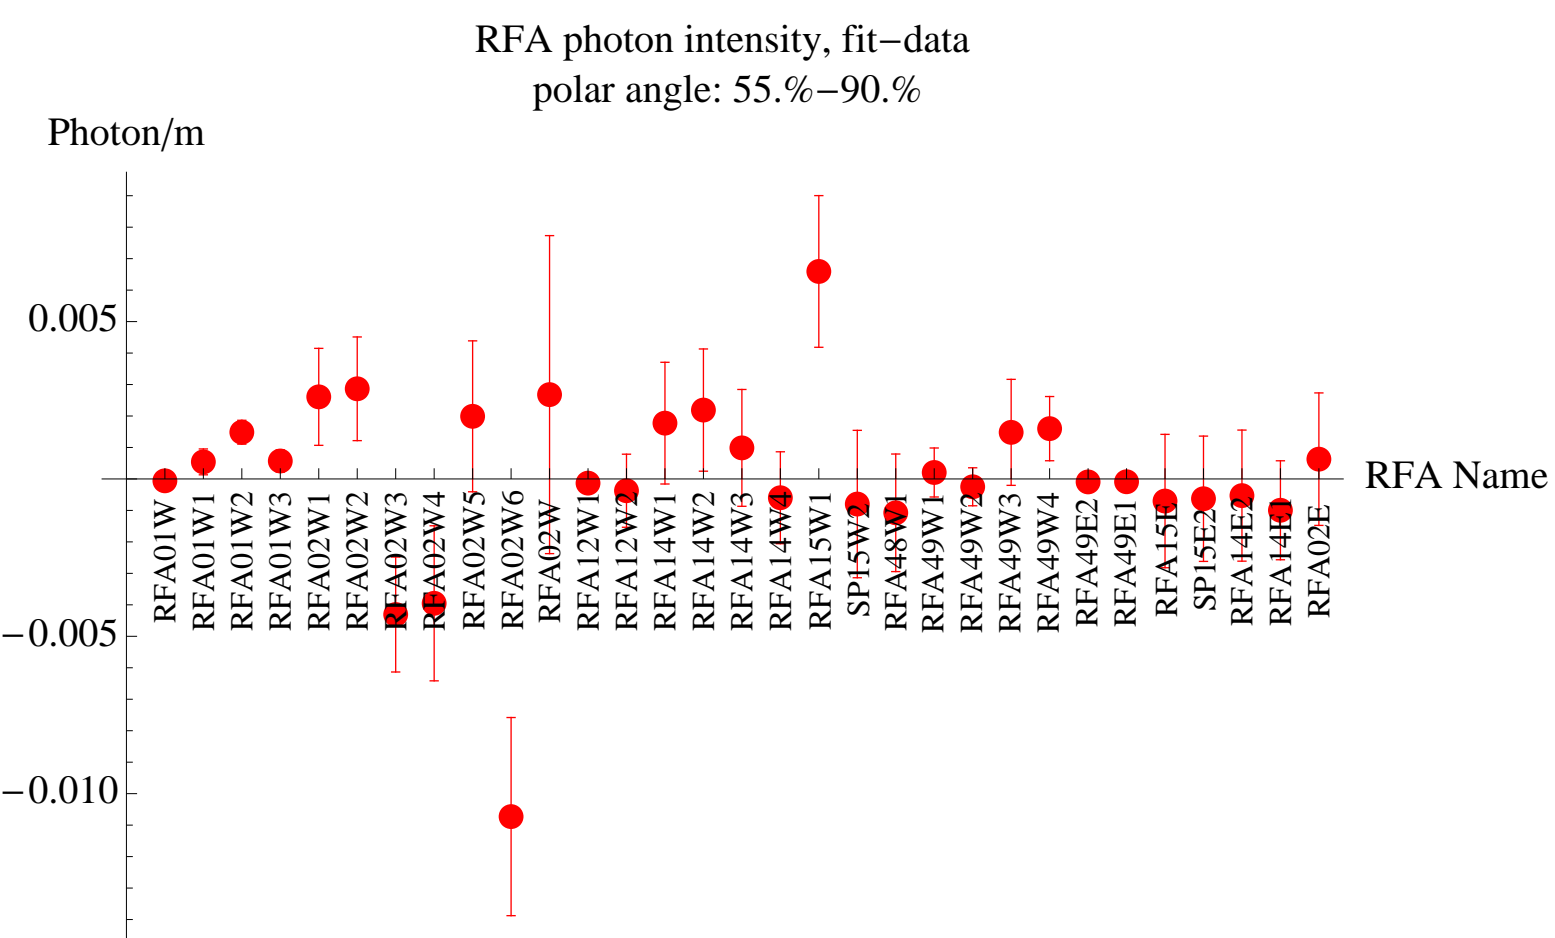 RFA photon intensity, fit−data
polar angle: 55.%−90.%
Photon/m
0.005
−0.005
−0.010
RFA Name
RFA01W
RFA01W1
RFA01W2
RFA01W3
RFA02W1
RFA02W2
RFA02W3
RFA02W4
RFA02W5
RFA02W6
RFA02W
RFA12W1
RFA12W2
RFA14W1
RFA14W2
RFA14W3
RFA14W4
RFA15W1
SP15W2
RFA48W1
RFA49W1
RFA49W2
RFA49W3
RFA49W4
RFA49E2
RFA49E1
RFA15E
SP15E2
RFA14E2
RFA14E1
RFA02E